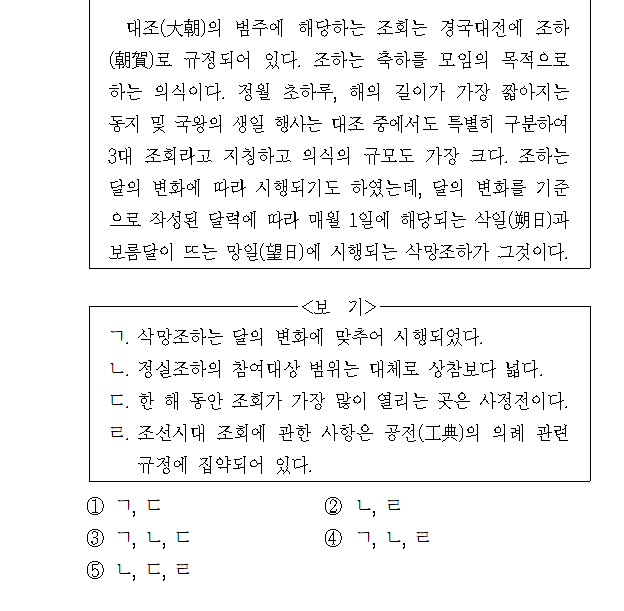 대조(大朝)의 범주에 해당하는 조회는 경국대전에 조하
(朝賀)로 규정되어 있다. 조하는 축하를 모임의 목적으로
하는 의식이다. 정월 초하루, 해의 길이가 가장 짧아지는
동지 및 국왕의 생일 행사는 대조 중에서도 특별히 구분하여
3대 조회라고 지칭하고 의식의 규모도 가장 크다. 조하는
달의 변화에 따라 시행되기도 하였는데, 달의 변화를 기준
으로 작성된 달력에 따라 매월 1일에 해당되는 삭일(朔日)과
보름달이 뜨는 망일(望日)에 시행되는 삭망조하가 그것이다.
<보 기>
ㄱ. 삭망조하는 달의 변화에 맞추어 시행되었다.
ㄴ. 정실조하의 참여대상 범위는 대체로 상참보다 넓다.
ㄷ. 한 해 동안 조회가 가장 많이 열리는 곳은 사정전이다.
ㄹ. 조선시대 조회에 관한 사항은 공전(工典)의 의례 관련
규정에 집약되어 있다.
① ㄱ, ㄷ
② ㄴ, ㄹ
③ ㄱ, ㄴ, ㄷ
④ ㄱ, ㄴ, ㄹ
⑤ ㄴ, ㄷ, ㄹ